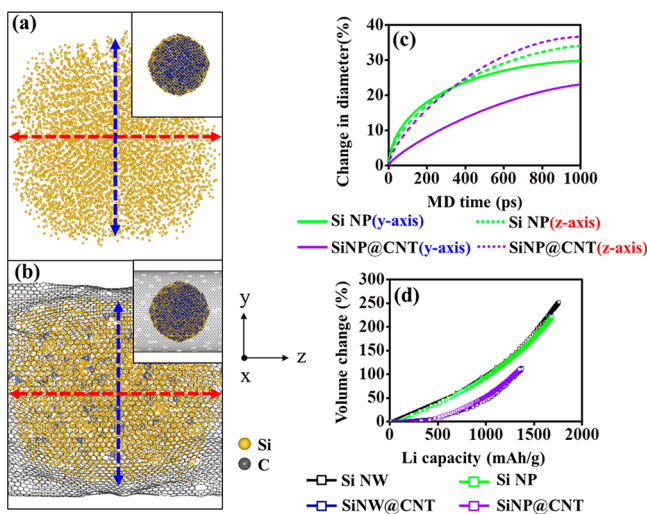 (a)
(b)
y
x
z
Si
C
(c)
Change in diameter(%)
40
30
20
10
0
0 200 400 600 800 1000
MD time (ps)
Si NP(y-axis) Si NP(z-axis)
SiNP@CNT(y-axis) SiNP@CNT(z-axis)
(d)
Volume change (%)
300
250
200
150
100
50
0
0 500 1000 1500 2000
Li capacity (mAh/g)
Si NW Si NP
SiNW@CNT SiNP@CNT